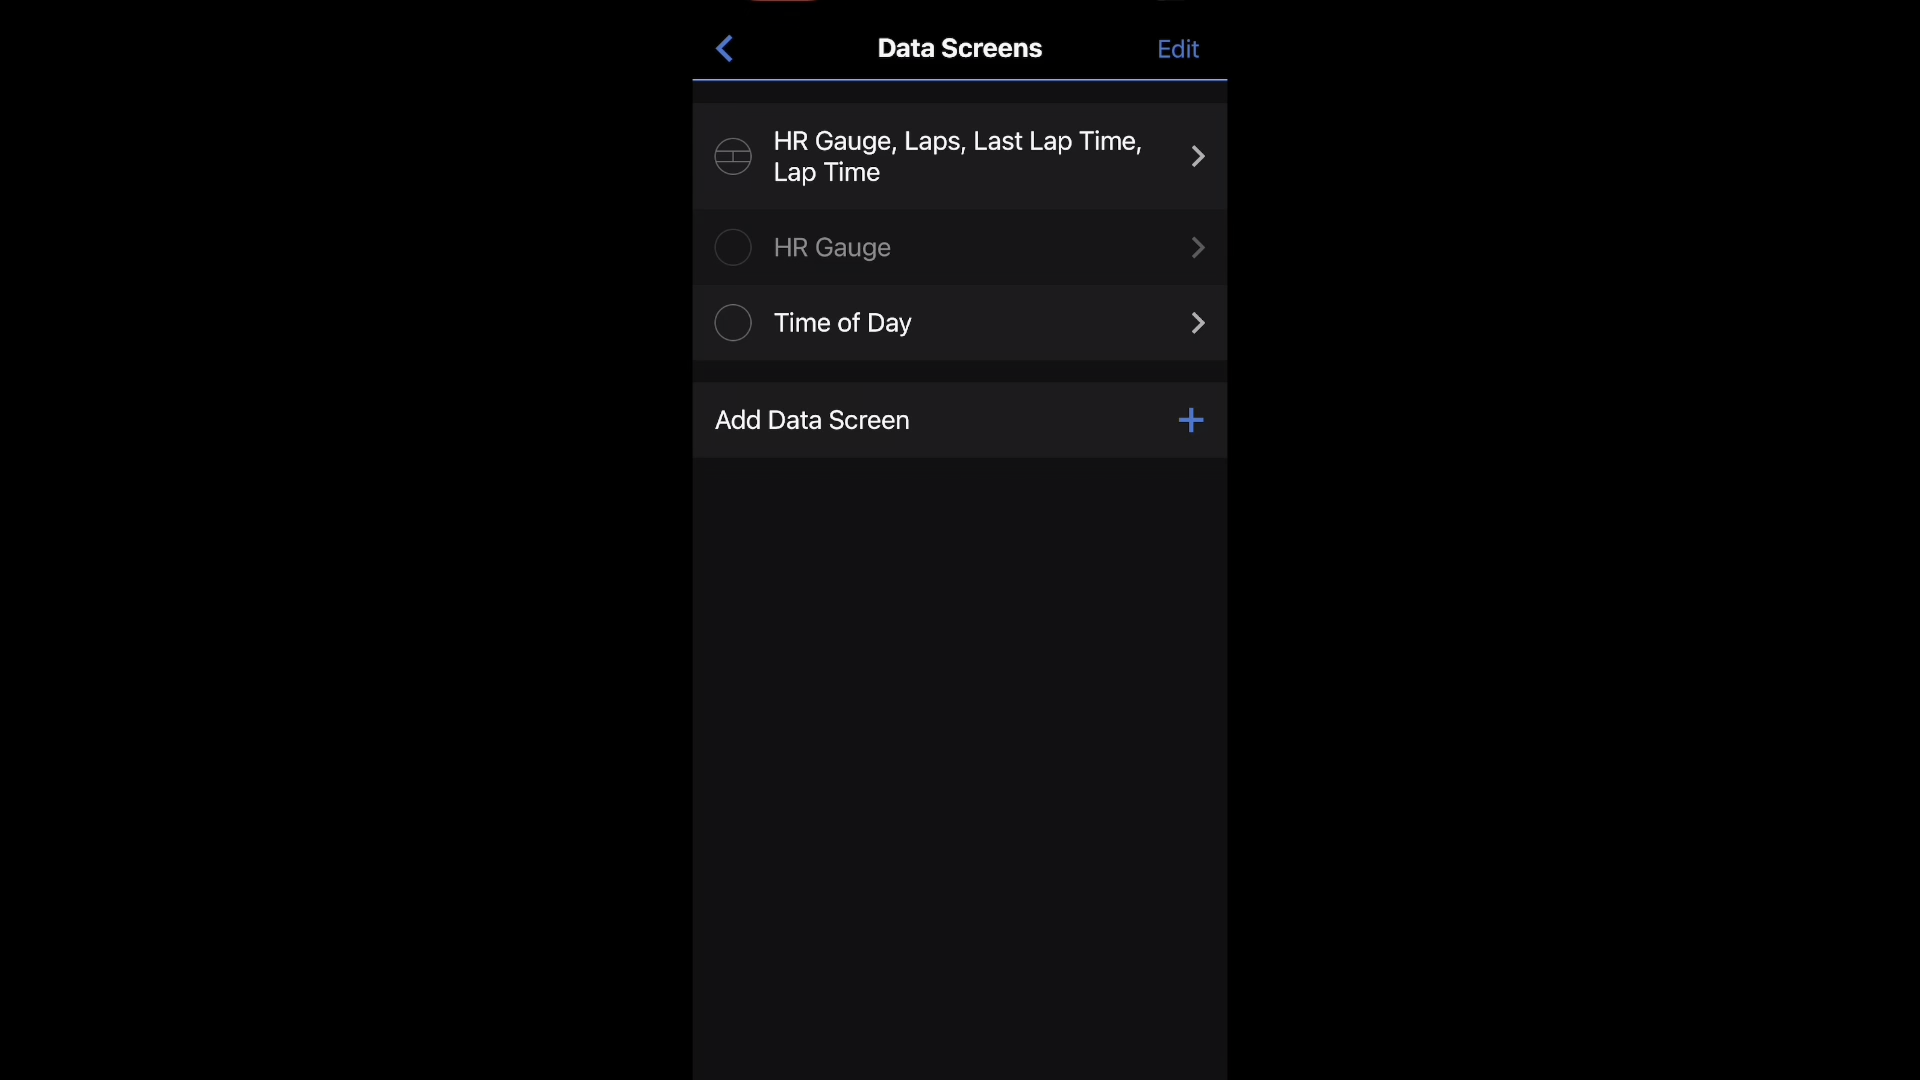 Data Screens
Edit
HR Gauge, Laps, Last Lap Time,
Lap Time
HR Gauge
Time of Day
Add Data Screen